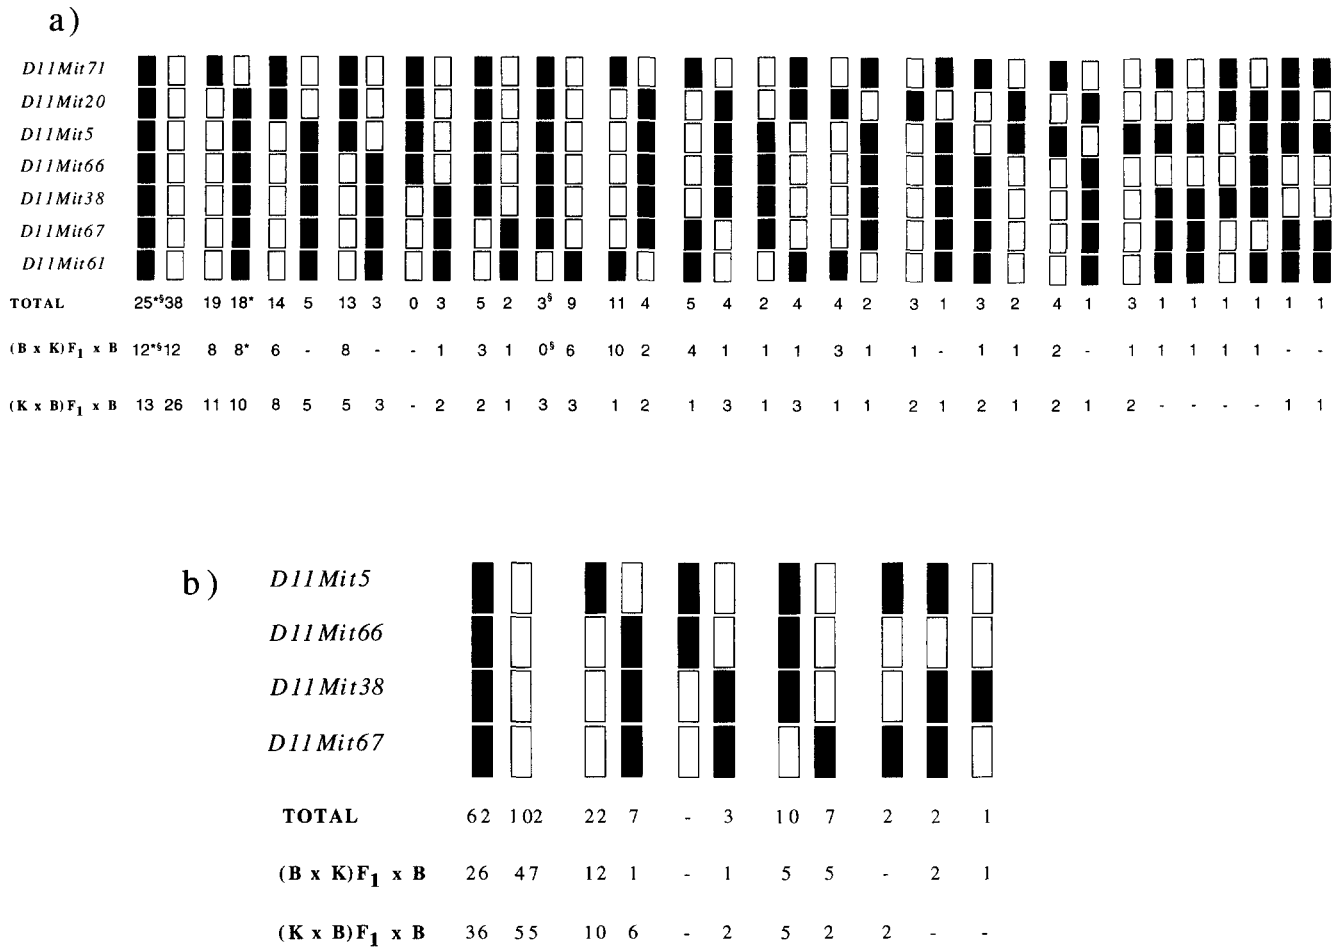 a)
D11Mit71
D11Mit20
D11Mit5
D11Mit66
D11Mit38
D11Mit67
D11Mit61
TOTAL 25*§ 38 19 18* 14 5 13 3 0 3 5 2 3§ 9 11 4 5 4 2 4 4 2 3 1 3 2 4 1 3 1 1 1 1 1 1
(B x K)F1 x B 12*§ 12 8 8* 6 - 8 - - 1 3 1 0§ 6 10 2 4 1 1 1 3 1 1 - 1 1 2 - 1 1 1 1 1 - -
(K x B)F1 x B 13 26 11 10 8 5 5 3 - 2 2 1 3 3 1 2 1 3 1 3 1 1 2 1 2 1 2 1 2 - - - - 1 1
b)
D11Mit5
D11Mit66
D11Mit38
D11Mit67
TOTAL 62 102 22 7 - 3 10 7 2 2 1
(B x K)F1 x B 26 47 12 1 - 1 5 5 - 2 1
(K x B)F1 x B 36 55 10 6 - 2 5 2 2 - -